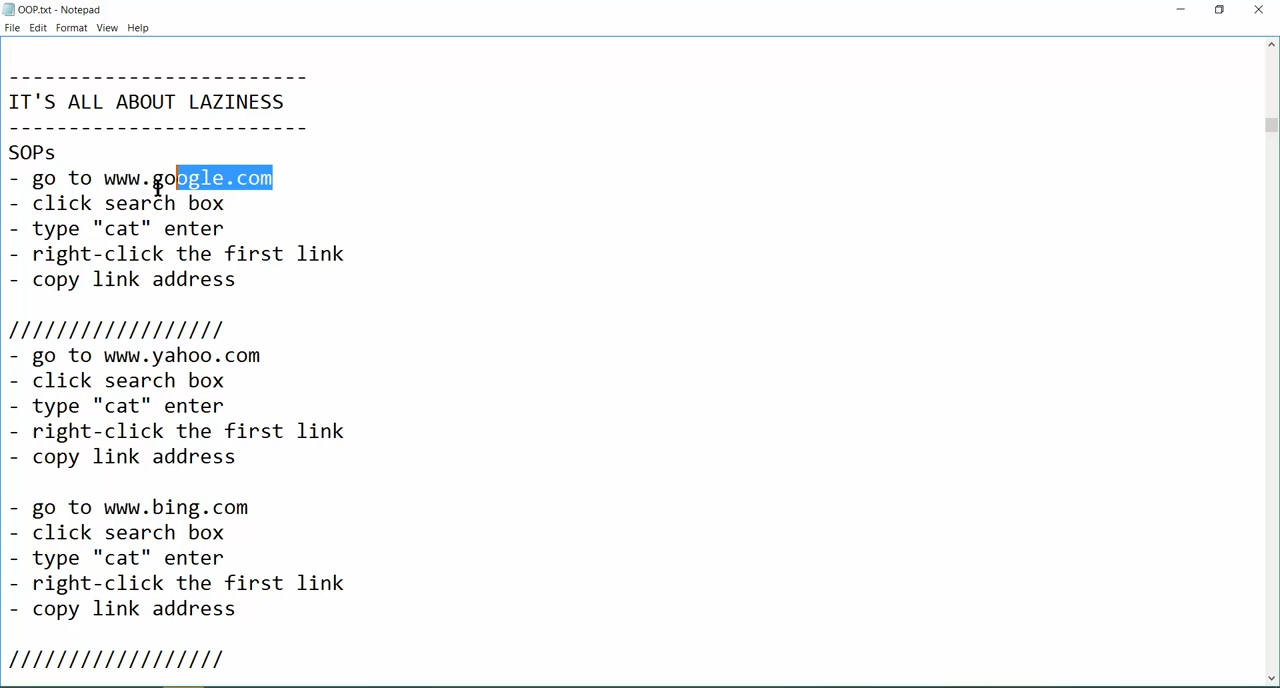 OOP.txt - Notepad
File Edit Format View Help
-------------------------
IT'S ALL ABOUT LAZINESS
-------------------------
SOPs
- go to www.google.com
- click search box
- type "cat" enter
- right-click the first link
- copy link address
//////////////////
- go to www.yahoo.com
- click search box
- type "cat" enter
- right-click the first link
- copy link address
- go to www.bing.com
- click search box
- type "cat" enter
- right-click the first link
- copy link address
//////////////////